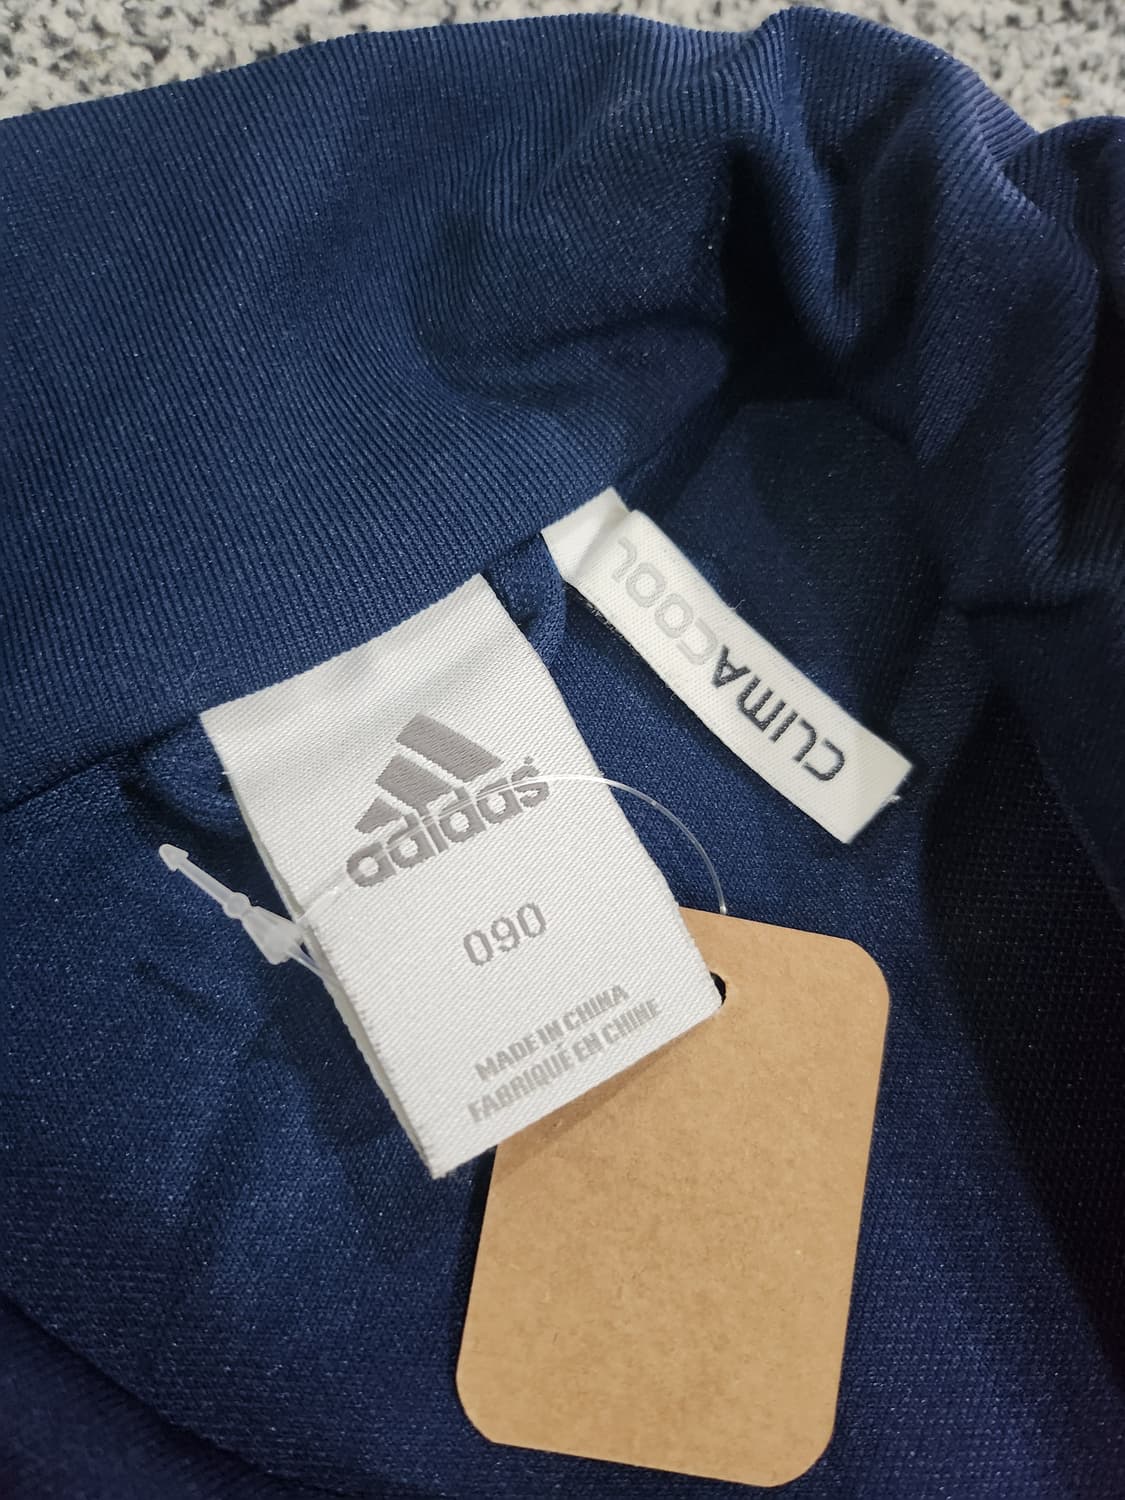 adidas
090
MADE IN CHINA
FABRIQUÉ EN CHINE
CLIMACOOL